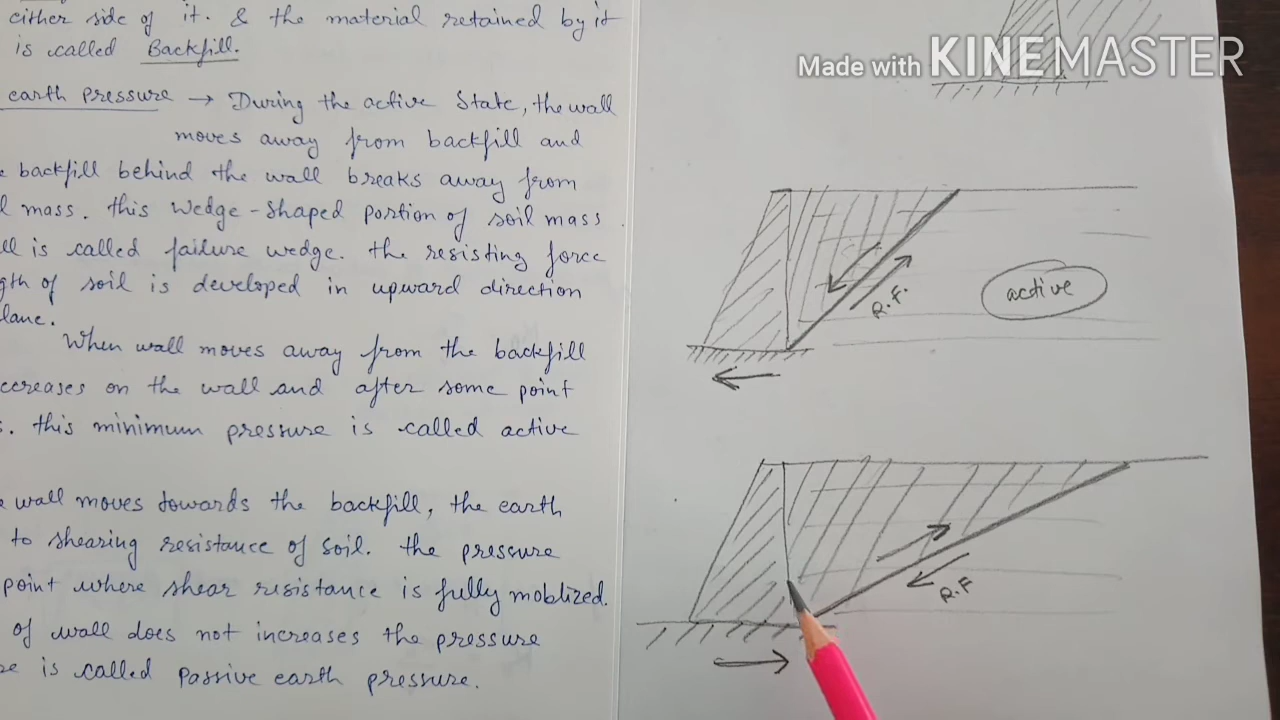 either side of it. & the material retained by it
is called Backfill.
earth pressure → During the active State, the wall
moves away from backfill and
backfill behind the wall breaks away from
mass. this wedge-shaped portion of soil mass
is called failure wedge. the resisting force
of soil is developed in upward direction
When wall moves away from the backfill
on the wall and after some point
this minimum pressure is called active
wall moves towards the backfill, the earth
to shearing resistance of soil. the pressure
point where shear resistance is fully moblized.
of wall does not increases the pressure
is called Passive earth pressure.
Made with KINEMASTER
R.F.
active
R.F